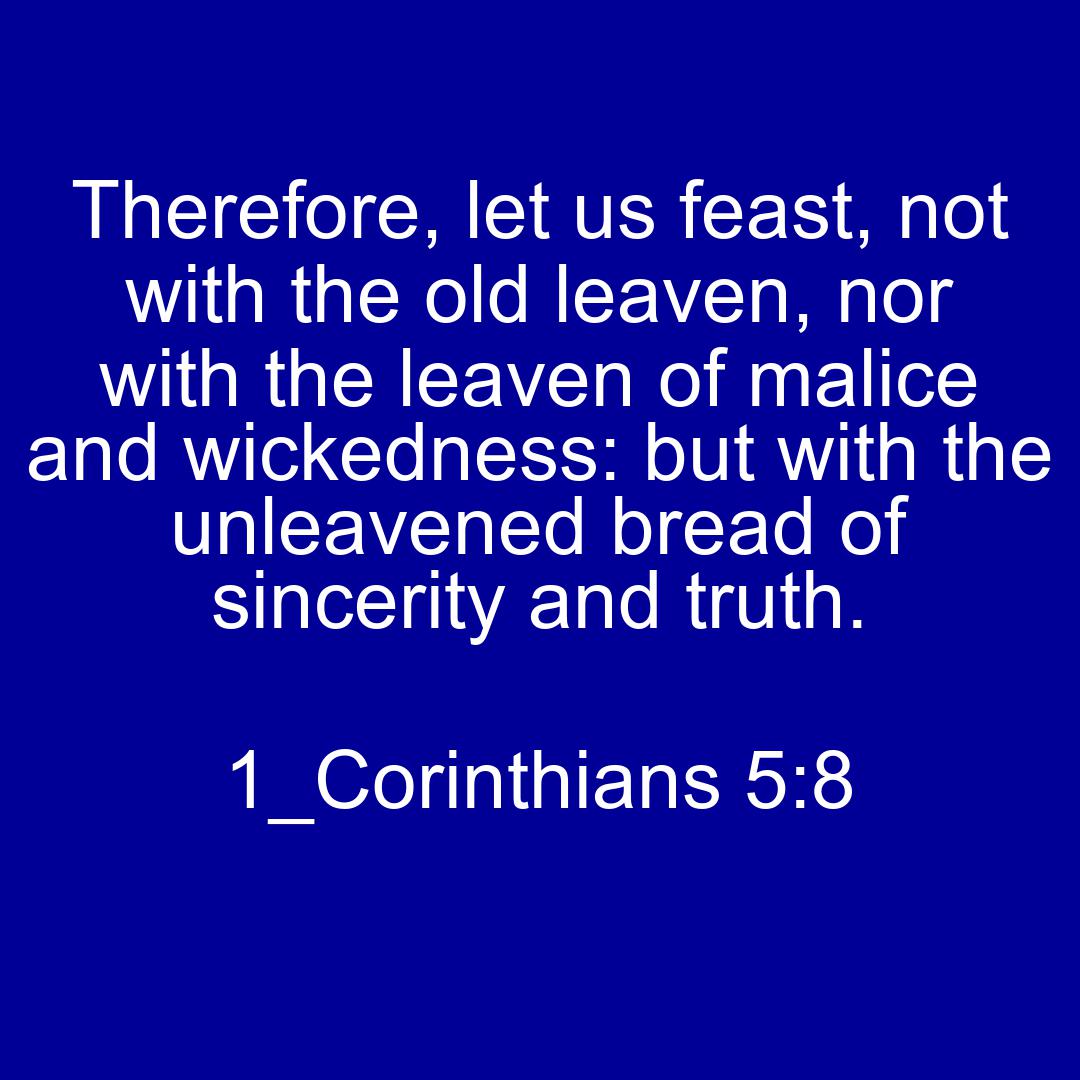 Therefore, let us feast, not
with the old leaven, nor
with the leaven of malice
and wickedness: but with the
unleavened bread of
sincerity and truth.
1_Corinthians 5:8